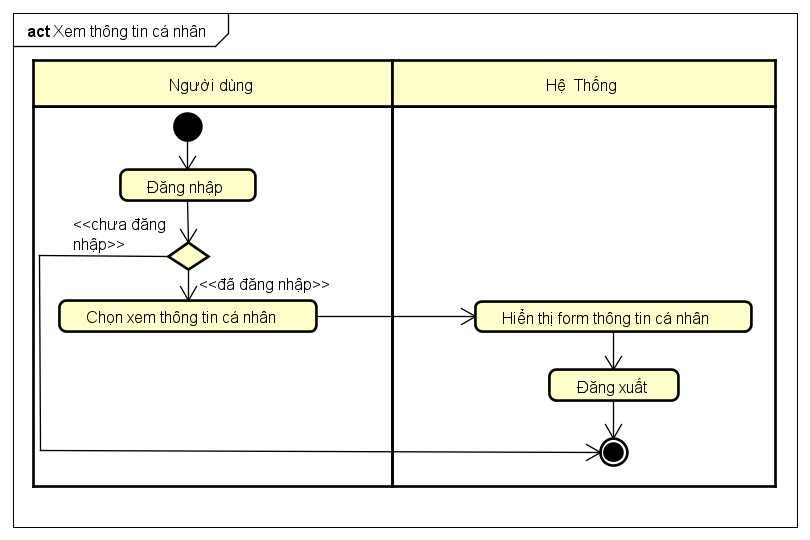 act Xem thông tin cá nhân
Người dùng
Hệ Thống
Đăng nhập
<<chưa đăng
nhập>>
<<đã đăng nhập>>
Chọn xem thông tin cá nhân
Hiển thị form thông tin cá nhân
Đăng xuất